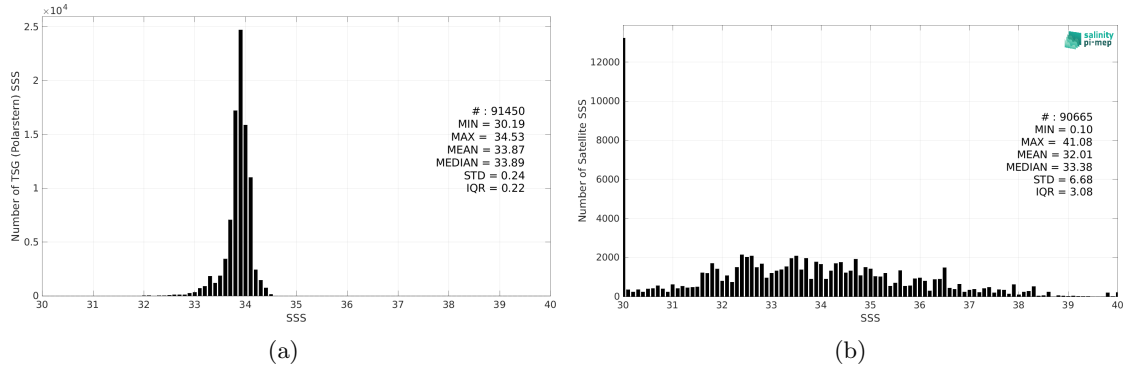 ×10⁴
2.5
2
1.5
1
0.5
0
Number of TSG (Polarstern) SSS
# : 91450
MIN = 30.19
MAX = 34.53
MEAN = 33.87
MEDIAN = 33.89
STD = 0.24
IQR = 0.22
30 31 32 33 34 35 36 37 38 39 40
SSS
(a)
salinity
pi-mep
12000
10000
8000
6000
4000
2000
0
Number of Satellite SSS
# : 90665
MIN = 0.10
MAX = 41.08
MEAN = 32.01
MEDIAN = 33.38
STD = 6.68
IQR = 3.08
30 31 32 33 34 35 36 37 38 39 40
SSS
(b)